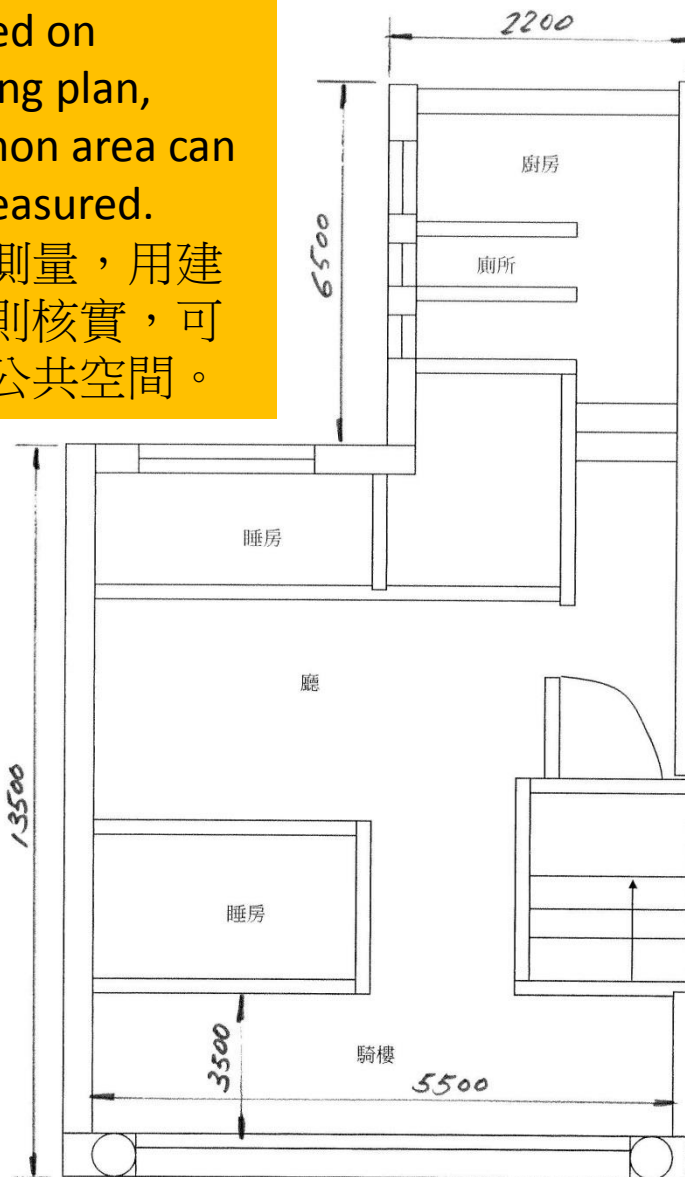 ed on
ng plan,
non area can
easured.
測量，用建
則核實，可
公共空間。
2200
廚房
6500
廁所
睡房
廳
13500
睡房
3500
騎樓
5500